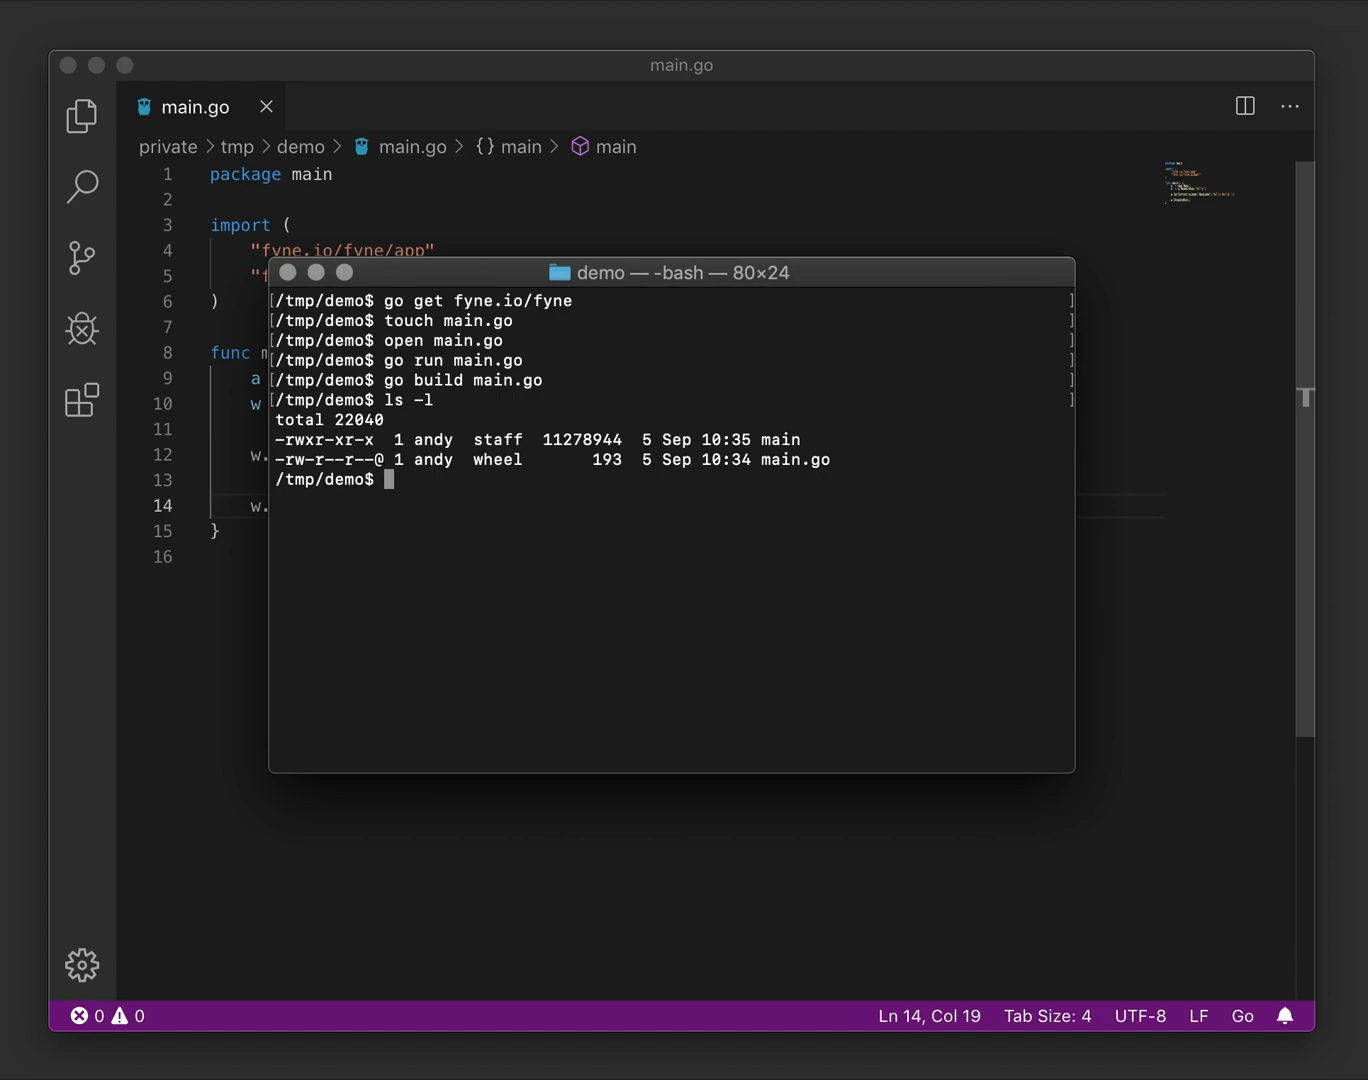 main.go
main.go
private > tmp > demo > main.go > {} main > main
1 package main
2
3 import (
4 "fyne.io/fyne/app"
5 "f
6 )
7
8 func m
9 a
10 w
11
12 w.
13
14 w.
15 }
16
demo — -bash — 80×24
[/tmp/demo$ go get fyne.io/fyne ]
[/tmp/demo$ touch main.go ]
[/tmp/demo$ open main.go ]
[/tmp/demo$ go run main.go ]
[/tmp/demo$ go build main.go ]
[/tmp/demo$ ls -l ]
total 22040
-rwxr-xr-x 1 andy staff 11278944 5 Sep 10:35 main
-rw-r--r--@ 1 andy wheel 193 5 Sep 10:34 main.go
/tmp/demo$
0 0 Ln 14, Col 19 Tab Size: 4 UTF-8 LF Go